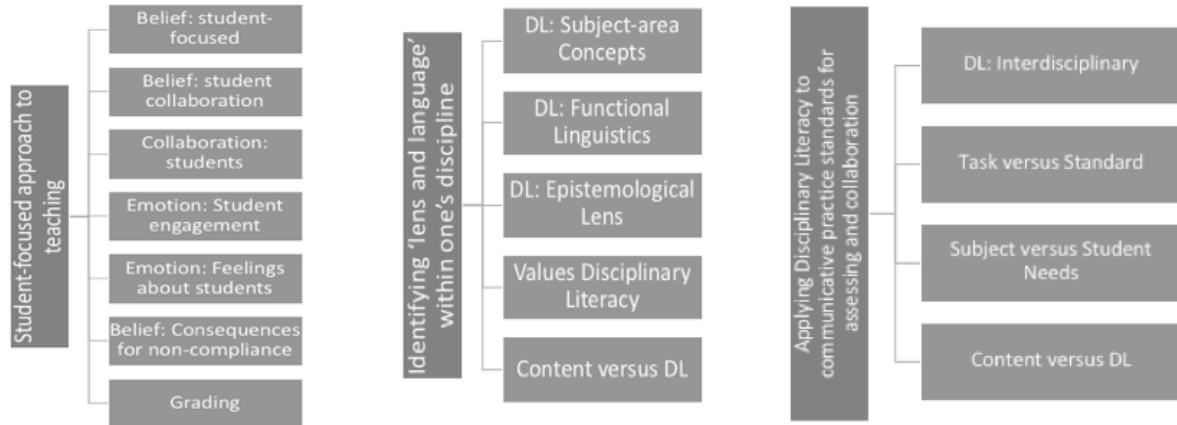 Student-focused approach to
teaching
Belief: student-
focused
Belief: student
collaboration
Collaboration:
students
Emotion: Student
engagement
Emotion: Feelings
about students
Belief: Consequences
for non-compliance
Grading
Identifying 'lens and language'
within one's discipline
DL: Subject-area
Concepts
DL: Functional
Linguistics
DL: Epistemological
Lens
Values Disciplinary
Literacy
Content versus DL
Applying Disciplinary Literacy to
communicative practice standards for
assessing and collaboration
DL: Interdisciplinary
Task versus Standard
Subject versus Student
Needs
Content versus DL